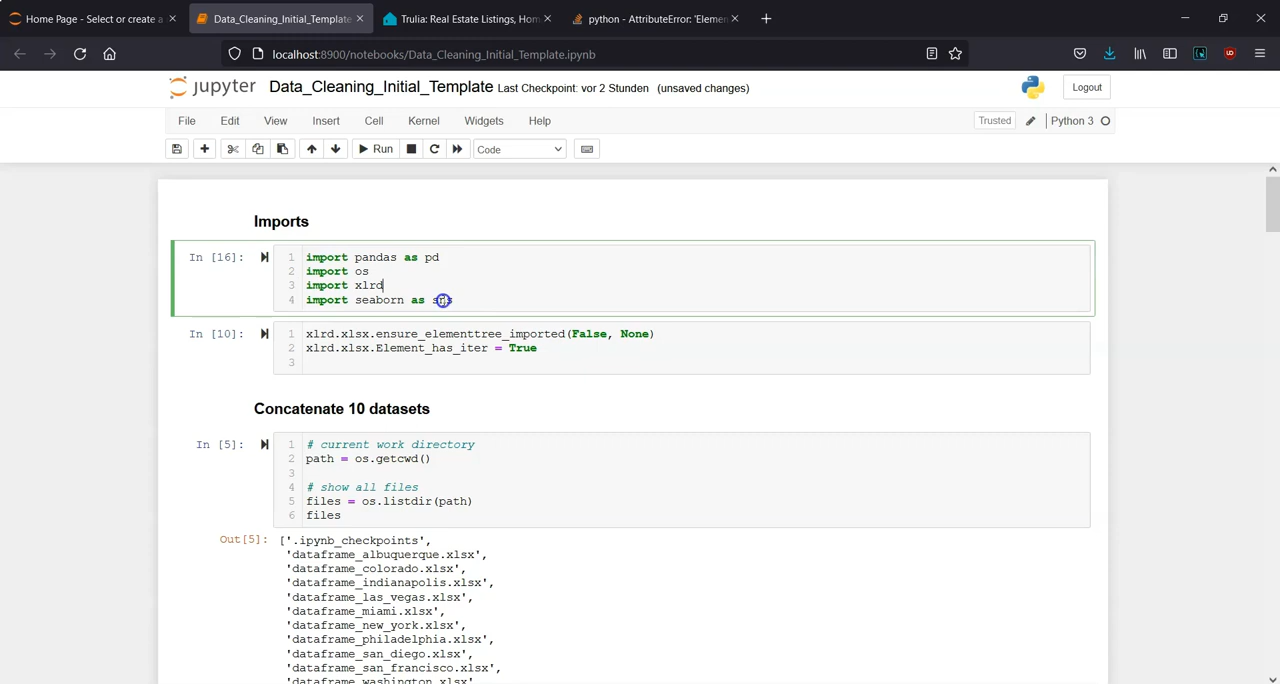 Home Page - Select or create a
Data_Cleaning_Initial_Template
Trulia: Real Estate Listings, Hom
python - AttributeError: 'Elemen
localhost:8900/notebooks/Data_Cleaning_Initial_Template.ipynb
jupyter Data_Cleaning_Initial_Template Last Checkpoint: vor 2 Stunden (unsaved changes)
Logout
File Edit View Insert Cell Kernel Widgets Help
Trusted Python 3
Run Code
Imports
In [16]:
1 import pandas as pd
2 import os
3 import xlrd
4 import seaborn as
In [10]:
1 xlrd.xlsx.ensure_elementtree_imported(False, None)
2 xlrd.xlsx.Element_has_iter = True
3
Concatenate 10 datasets
In [5]:
1 # current work directory
2 path = os.getcwd()
3
4 # show all files
5 files = os.listdir(path)
6 files
Out[5]: ['.ipynb_checkpoints',
'dataframe_albuquerque.xlsx',
'dataframe_colorado.xlsx',
'dataframe_indianapolis.xlsx',
'dataframe_las_vegas.xlsx',
'dataframe_miami.xlsx',
'dataframe_new_york.xlsx',
'dataframe_philadelphia.xlsx',
'dataframe_san_diego.xlsx',
'dataframe_san_francisco.xlsx',
'dataframe_washington.xlsx',